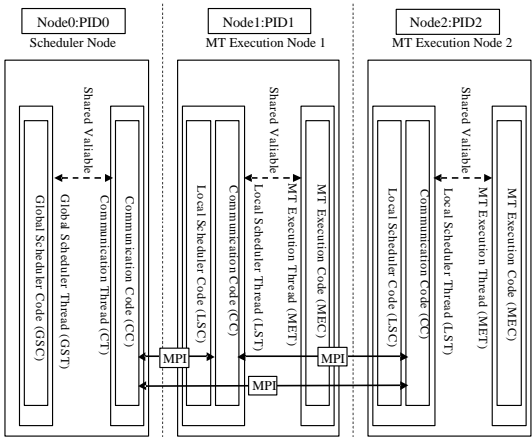 Node0:PID0
Node1:PID1
Node2:PID2
Scheduler Node
MT Execution Node 1
MT Execution Node 2
Shared Valiable
Global Scheduler Code (GSC)
Global Scheduler Thread (GST)
Communication Thread (CT)
Communication Code (CC)
Shared Valiable
Local Scheduler Code (LSC)
Communication Code (CC)
Local Scheduler Thread (LST)
MT Execution Thread (MET)
MT Execution Code (MEC)
Shared Valiable
Local Scheduler Code (LSC)
Communication Code (CC)
Local Scheduler Thread (LST)
MT Execution Thread (MET)
MT Execution Code (MEC)
MPI
MPI
MPI